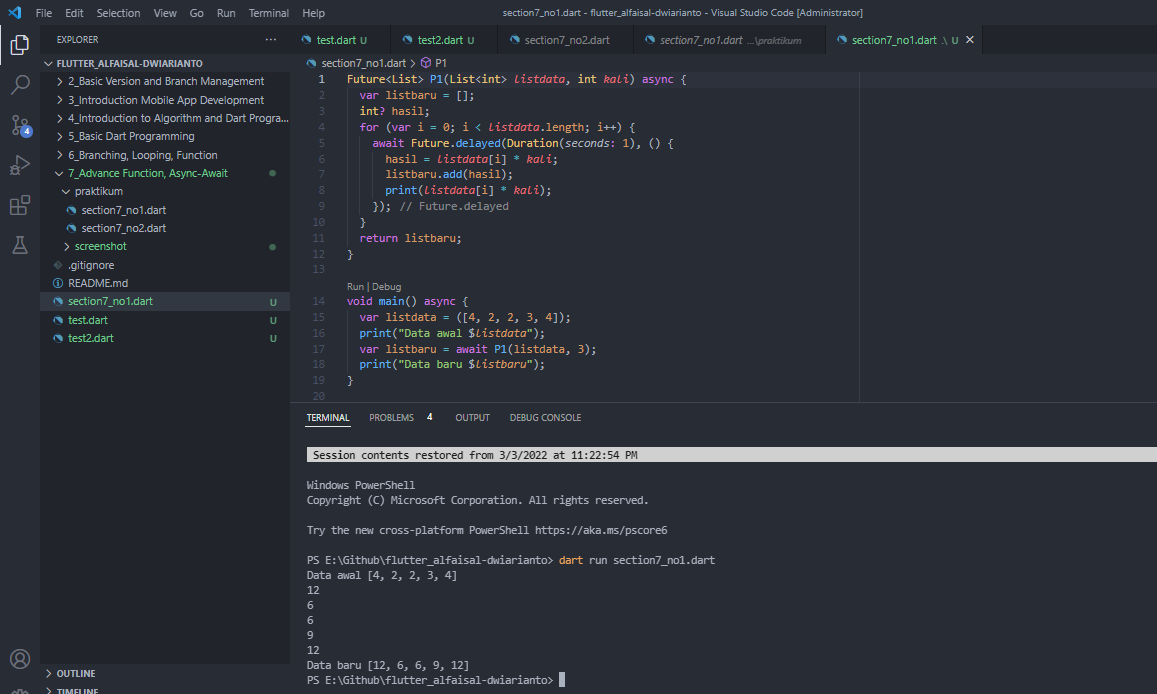 File Edit Selection View Go Run Terminal Help section7_no1.dart - flutter_alfaisal-dwiarianto - Visual Studio Code [Administrator]
EXPLORER ···
test.dart U test2.dart U section7_no2.dart section7_no1.dart ...\praktikum section7_no1.dart .\ U ×
FLUTTER_ALFAISAL-DWIARIANTO
2_Basic Version and Branch Management
3_Introduction Mobile App Development
4_Introduction to Algorithm and Dart Progra...
5_Basic Dart Programming
6_Branching, Looping, Function
7_Advance Function, Async-Await
praktikum
section7_no1.dart
section7_no2.dart
screenshot
.gitignore
README.md
section7_no1.dart U
test.dart U
test2.dart U
4
OUTLINE
TIMELINE
section7_no1.dart > P1
1 Future<List> P1(List<int> listdata, int kali) async {
2 var listbaru = [];
3 int? hasil;
4 for (var i = 0; i < listdata.length; i++) {
5 await Future.delayed(Duration(seconds: 1), () {
6 hasil = listdata[i] * kali;
7 listbaru.add(hasil);
8 print(listdata[i] * kali);
9 }); // Future.delayed
10 }
11 return listbaru;
12 }
13
Run | Debug
14 void main() async {
15 var listdata = ([4, 2, 2, 3, 4]);
16 print("Data awal $listdata");
17 var listbaru = await P1(listdata, 3);
18 print("Data baru $listbaru");
19 }
20
TERMINAL PROBLEMS 4 OUTPUT DEBUG CONSOLE
Session contents restored from 3/3/2022 at 11:22:54 PM
Windows PowerShell
Copyright (C) Microsoft Corporation. All rights reserved.
Try the new cross-platform PowerShell https://aka.ms/pscore6
PS E:\Github\flutter_alfaisal-dwiarianto> dart run section7_no1.dart
Data awal [4, 2, 2, 3, 4]
12
6
6
9
12
Data baru [12, 6, 6, 9, 12]
PS E:\Github\flutter_alfaisal-dwiarianto>